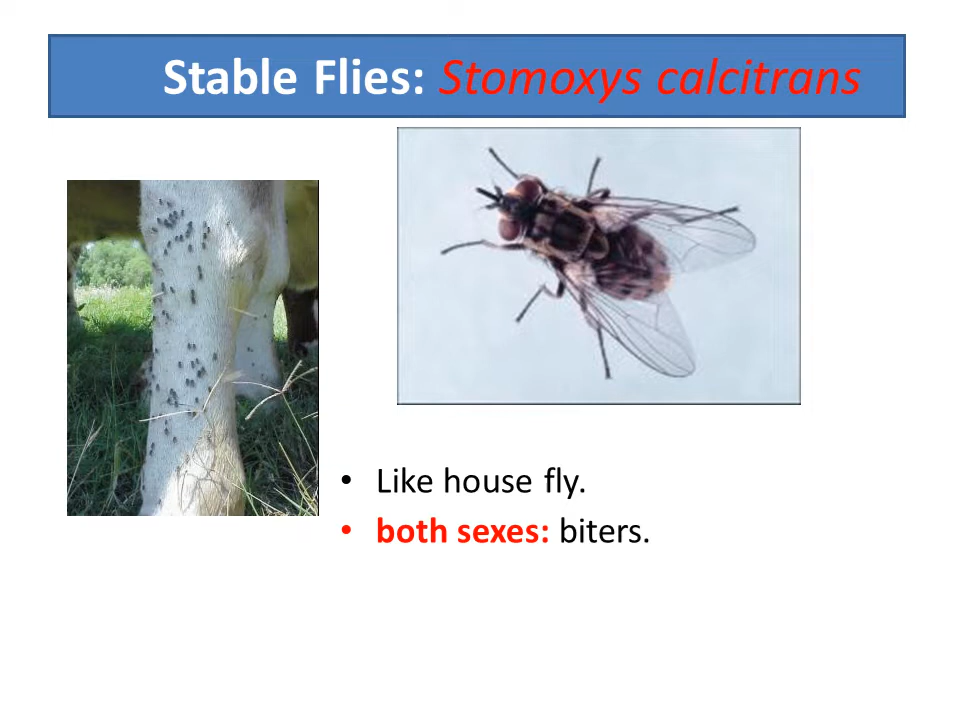 Stable Flies: Stomoxys calcitrans
• Like house fly.
• both sexes: biters.